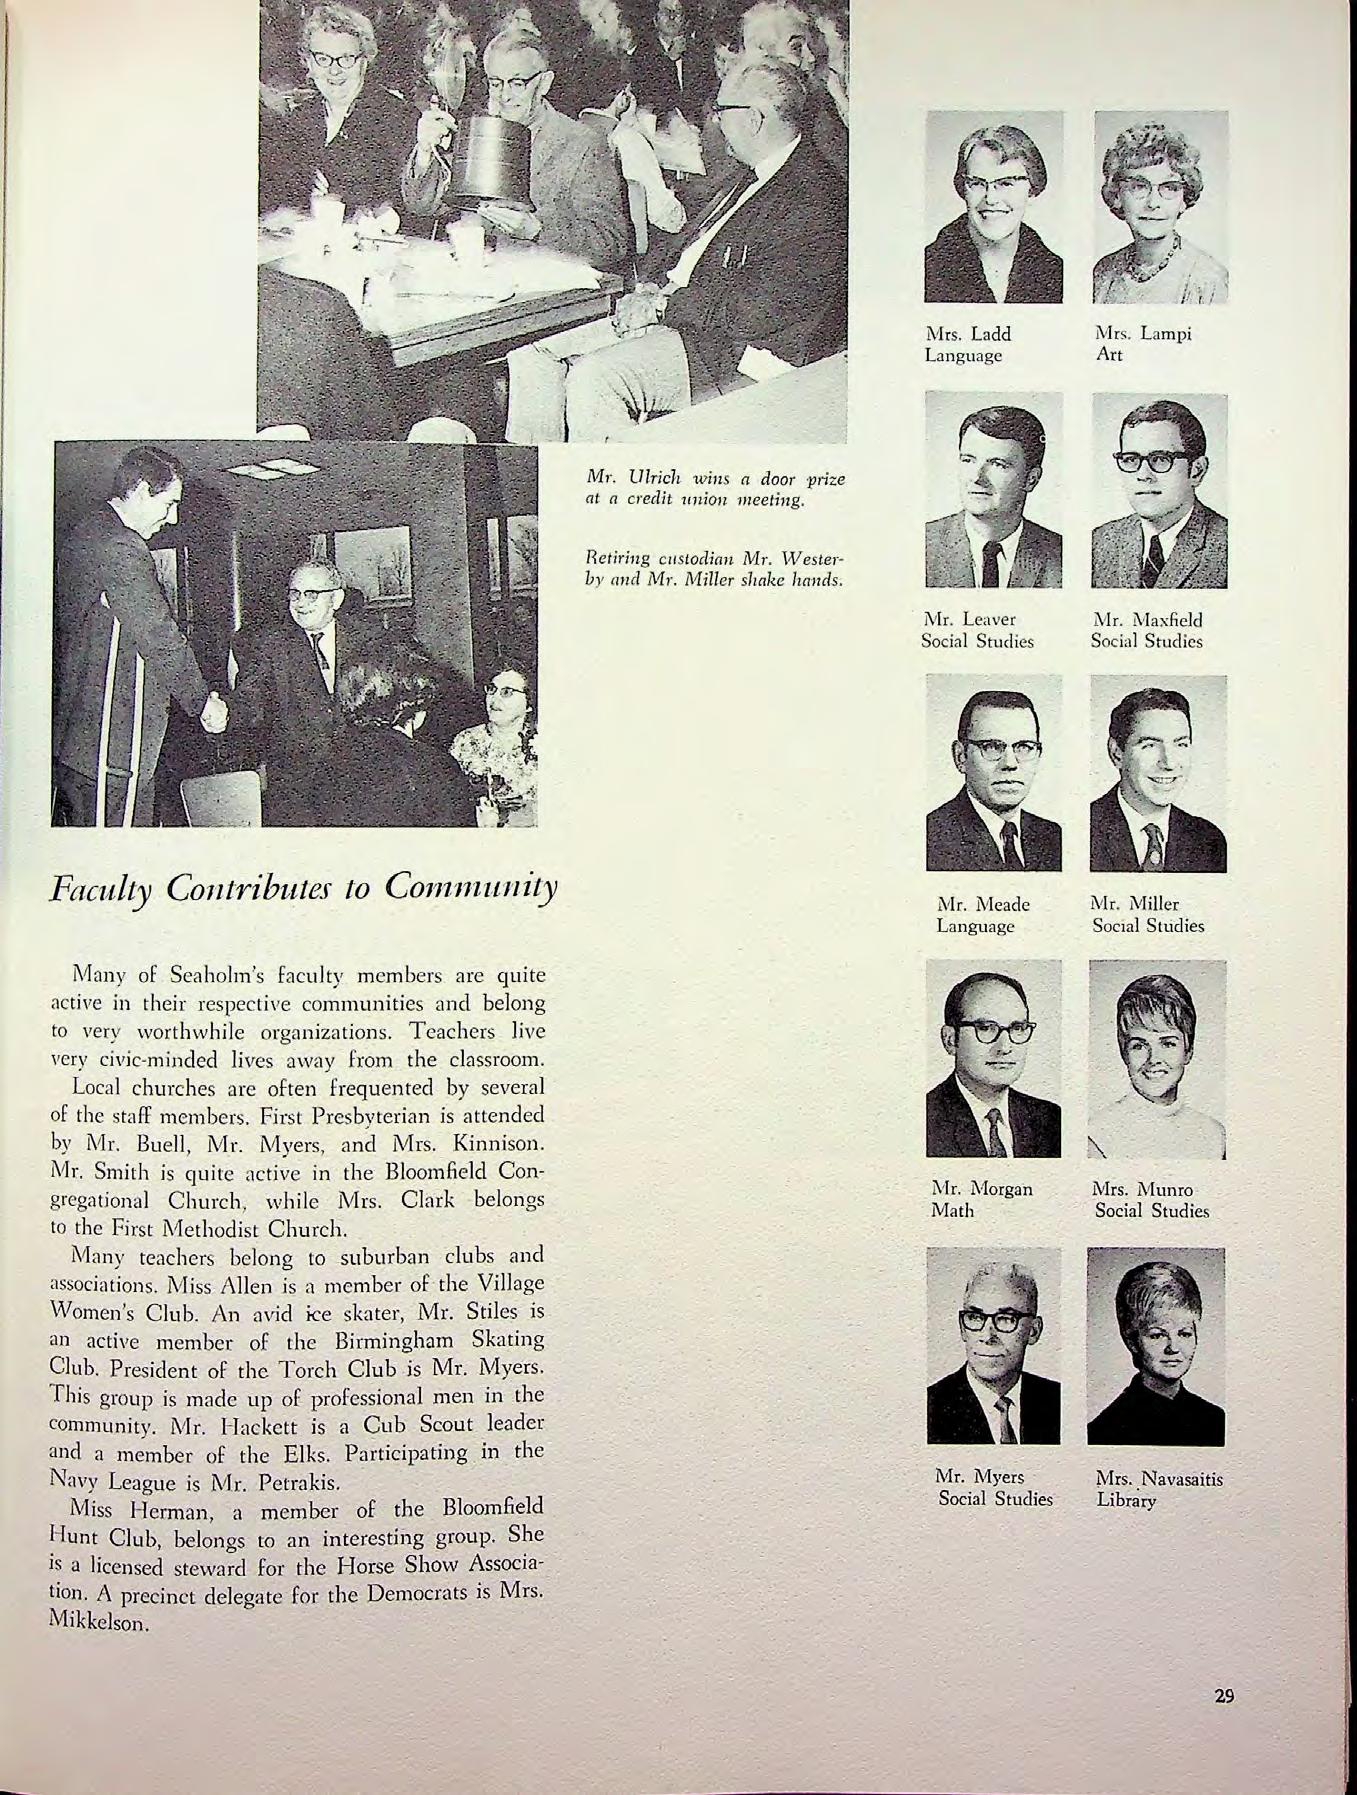 Mrs. Ladd
Language
Mrs. Lampi
Art
Mr. Ulrich wins a door prize
at a credit union meeting.
Retiring custodian Mr. Wester-
by and Mr. Miller shake hands.
Mr. Leaver
Social Studies
Mr. Maxfield
Social Studies
Mr. Meade
Language
Mr. Miller
Social Studies
Mr. Morgan
Math
Mrs. Munro
Social Studies
Mr. Myers
Social Studies
Mrs. Navasaitis
Library
Faculty Contributes to Community
Many of Seaholm's faculty members are quite
active in their respective communities and belong
to very worthwhile organizations. Teachers live
very civic-minded lives away from the classroom.
Local churches are often frequented by several
of the staff members. First Presbyterian is attended
by Mr. Buell, Mr. Myers, and Mrs. Kinnison.
Mr. Smith is quite active in the Bloomfield Con-
gregational Church, while Mrs. Clark belongs
to the First Methodist Church.
Many teachers belong to suburban clubs and
associations. Miss Allen is a member of the Village
Women's Club. An avid ice skater, Mr. Stiles is
an active member of the Birmingham Skating
Club. President of the Torch Club is Mr. Myers.
This group is made up of professional men in the
community. Mr. Hackett is a Cub Scout leader
and a member of the Elks. Participating in the
Navy League is Mr. Petrakis.
Miss Herman, a member of the Bloomfield
Hunt Club, belongs to an interesting group. She
is a licensed steward for the Horse Show Associa-
tion. A precinct delegate for the Democrats is Mrs.
Mikkelson.
29